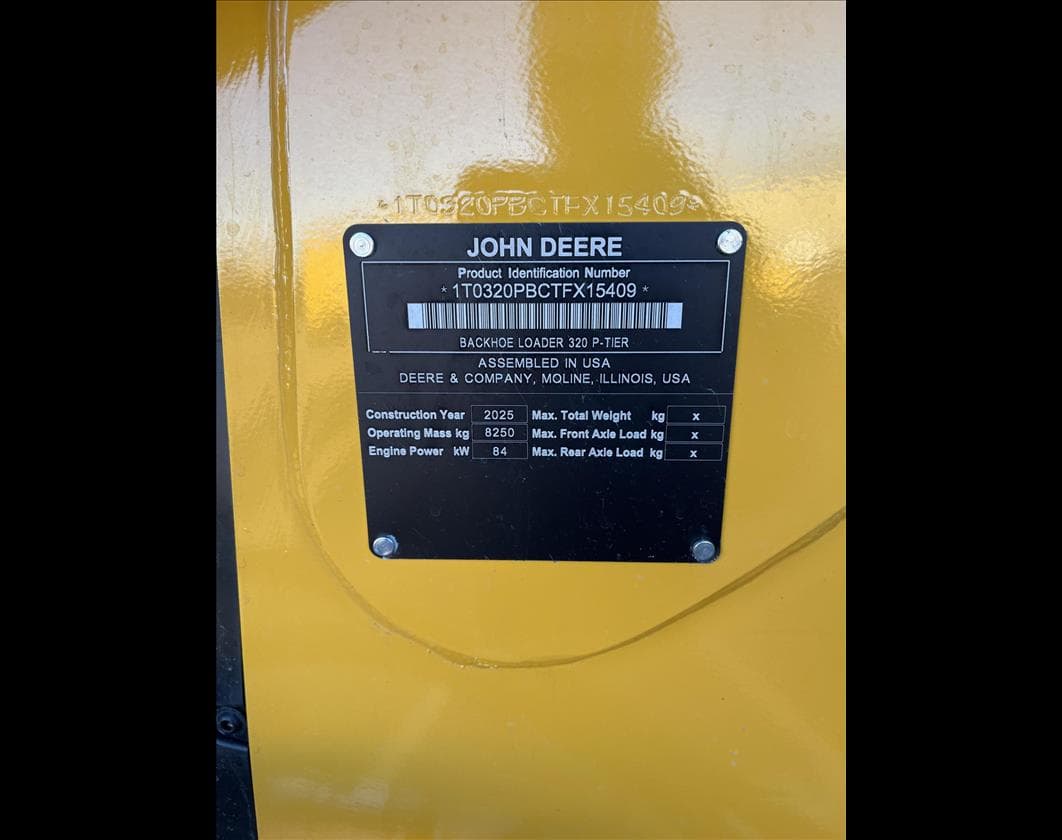 *1T0320PBCTFX15409*
JOHN DEERE
Product Identification Number
*1T0320PBCTFX15409*
BACKHOE LOADER 320 P-TIER
ASSEMBLED IN USA
DEERE & COMPANY, MOLINE, ILLINOIS, USA
Construction Year 2025 Max. Total Weight kg x
Operating Mass kg 8250 Max. Front Axle Load kg x
Engine Power kW 84 Max. Rear Axle Load kg x